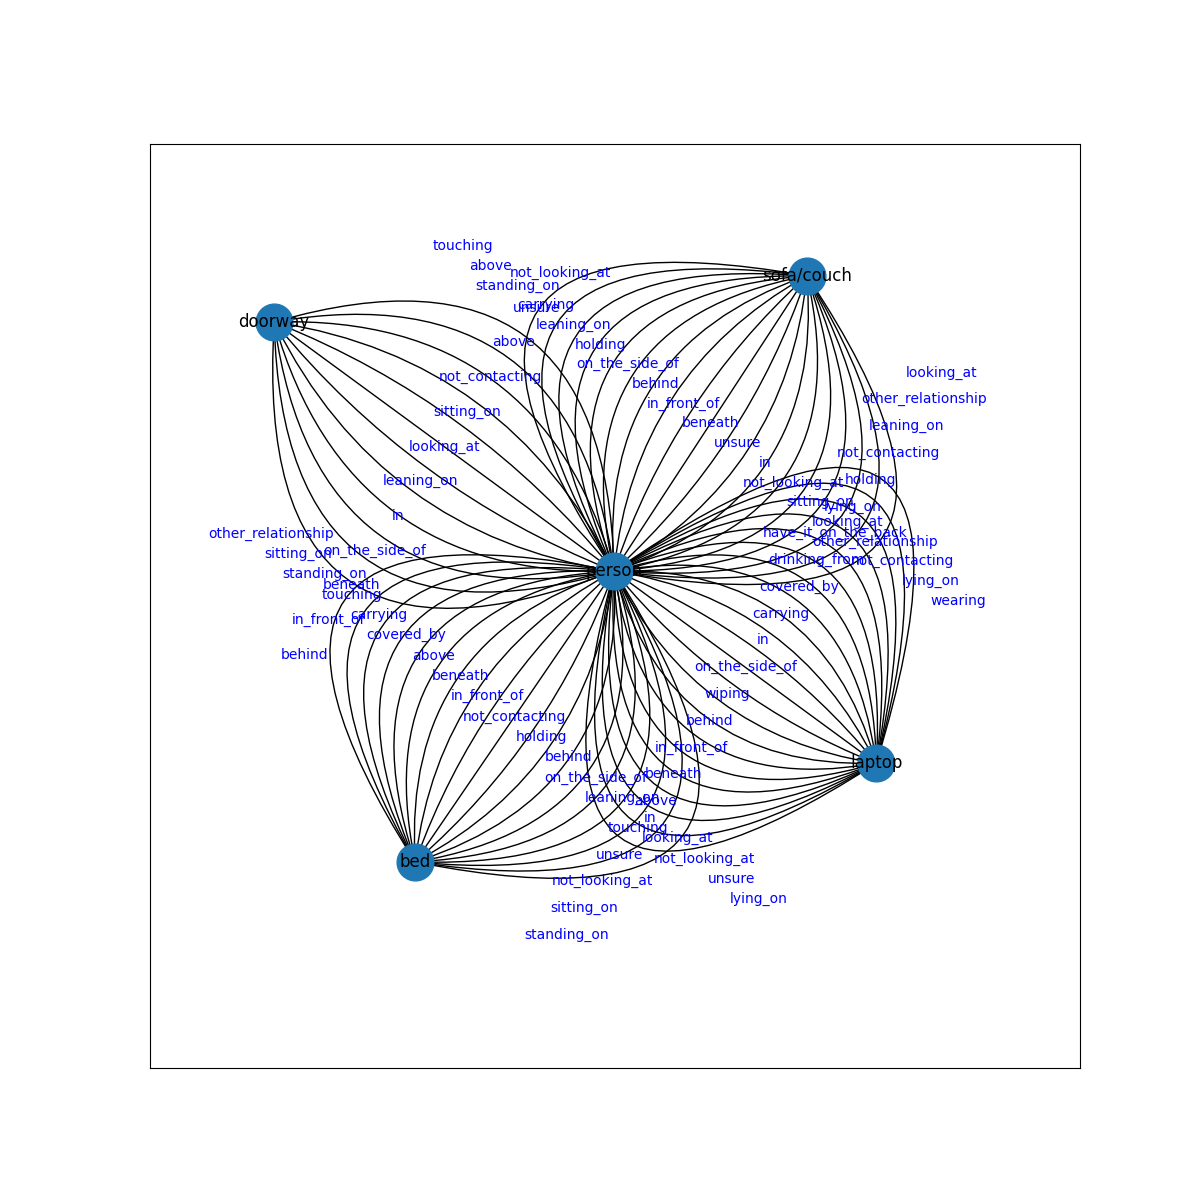 touching
above
not_looking_at
sofa/couch
standing_on
carrying
unsure
doorway
leaning_on
above
holding
on_the_side_of
looking_at
not_contacting
behind
other_relationship
in_front_of
sitting_on
beneath
leaning_on
unsure
looking_at
not_contacting
in
leaning_on
not_looking_at
holding
sitting_on
lying_on
in
looking_at
other_relationship
have_it_on_the_back
other_relationship
sitting_on
on_the_side_of
drinking_from
not_contacting
standing_on
person
lying_on
beneath
covered_by
touching
wearing
carrying
carrying
in_front_of
covered_by
in
behind
above
on_the_side_of
beneath
in_front_of
wiping
not_contacting
behind
holding
in_front_of
behind
laptop
on_the_side_of
beneath
leaning_on
above
in
touching
looking_at
unsure
not_looking_at
bed
not_looking_at
unsure
lying_on
sitting_on
standing_on